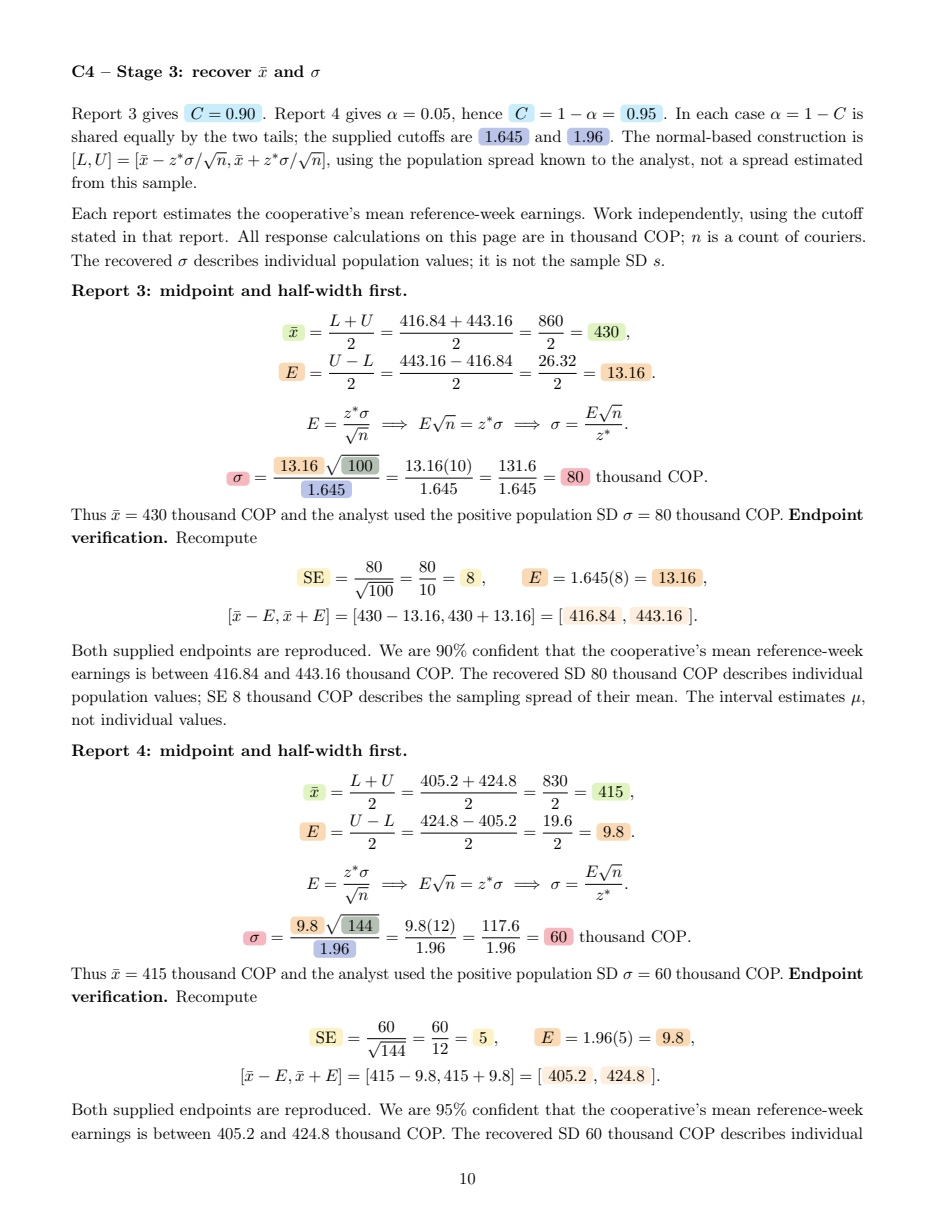 C4 – Stage 3: recover x̄ and σ
Report 3 gives C = 0.90 . Report 4 gives α = 0.05, hence C = 1 − α = 0.95 . In each case α = 1 − C is
shared equally by the two tails; the supplied cutoffs are 1.645 and 1.96 . The normal-based construction is
[L, U] = [x̄ − z*σ/√n, x̄ + z*σ/√n], using the population spread known to the analyst, not a spread estimated
from this sample.
Each report estimates the cooperative's mean reference-week earnings. Work independently, using the cutoff
stated in that report. All response calculations on this page are in thousand COP; n is a count of couriers.
The recovered σ describes individual population values; it is not the sample SD s.
Report 3: midpoint and half-width first.
x̄ = (L + U)/2 = (416.84 + 443.16)/2 = 860/2 = 430 ,
E = (U − L)/2 = (443.16 − 416.84)/2 = 26.32/2 = 13.16 .
E = z*σ/√n ⟹ E√n = z*σ ⟹ σ = E√n/z*.
σ = 13.16 √100/1.645 = 13.16(10)/1.645 = 131.6/1.645 = 80 thousand COP.
Thus x̄ = 430 thousand COP and the analyst used the positive population SD σ = 80 thousand COP. Endpoint
verification. Recompute
SE = 80/√100 = 80/10 = 8 , E = 1.645(8) = 13.16 ,
[x̄ − E, x̄ + E] = [430 − 13.16, 430 + 13.16] = [ 416.84 , 443.16 ].
Both supplied endpoints are reproduced. We are 90% confident that the cooperative's mean reference-week
earnings is between 416.84 and 443.16 thousand COP. The recovered SD 80 thousand COP describes individual
population values; SE 8 thousand COP describes the sampling spread of their mean. The interval estimates μ,
not individual values.
Report 4: midpoint and half-width first.
x̄ = (L + U)/2 = (405.2 + 424.8)/2 = 830/2 = 415 ,
E = (U − L)/2 = (424.8 − 405.2)/2 = 19.6/2 = 9.8 .
E = z*σ/√n ⟹ E√n = z*σ ⟹ σ = E√n/z*.
σ = 9.8 √144/1.96 = 9.8(12)/1.96 = 117.6/1.96 = 60 thousand COP.
Thus x̄ = 415 thousand COP and the analyst used the positive population SD σ = 60 thousand COP. Endpoint
verification. Recompute
SE = 60/√144 = 60/12 = 5 , E = 1.96(5) = 9.8 ,
[x̄ − E, x̄ + E] = [415 − 9.8, 415 + 9.8] = [ 405.2 , 424.8 ].
Both supplied endpoints are reproduced. We are 95% confident that the cooperative's mean reference-week
earnings is between 405.2 and 424.8 thousand COP. The recovered SD 60 thousand COP describes individual
10